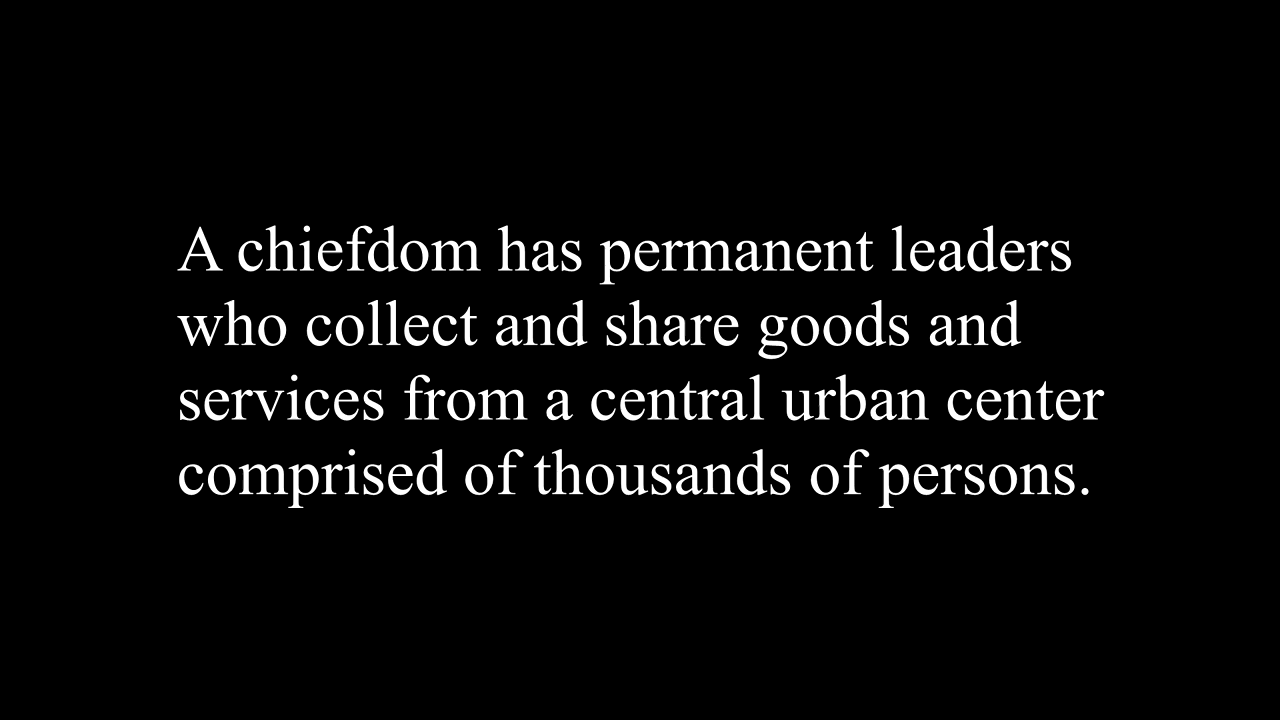 A chiefdom has permanent leaders
who collect and share goods and
services from a central urban center
comprised of thousands of persons.